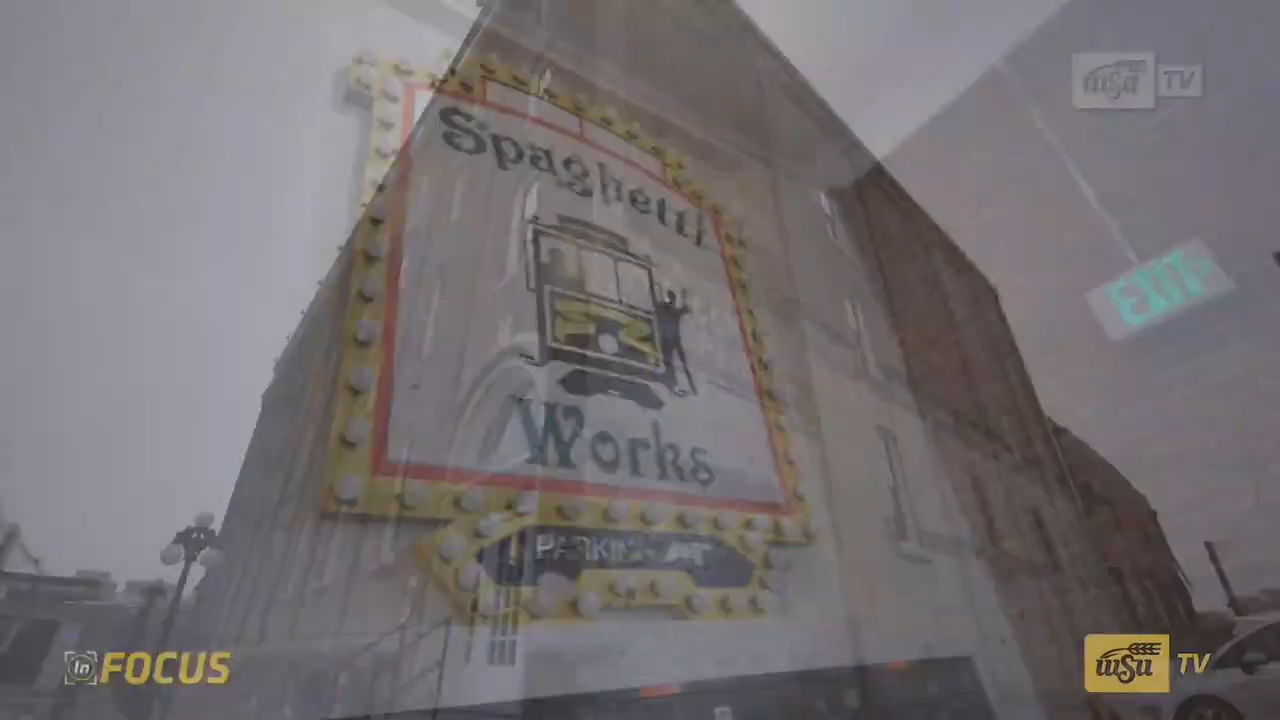 wsu TV
Spaghetti
EXIT
Works
PARKING
In FOCUS
wsu TV